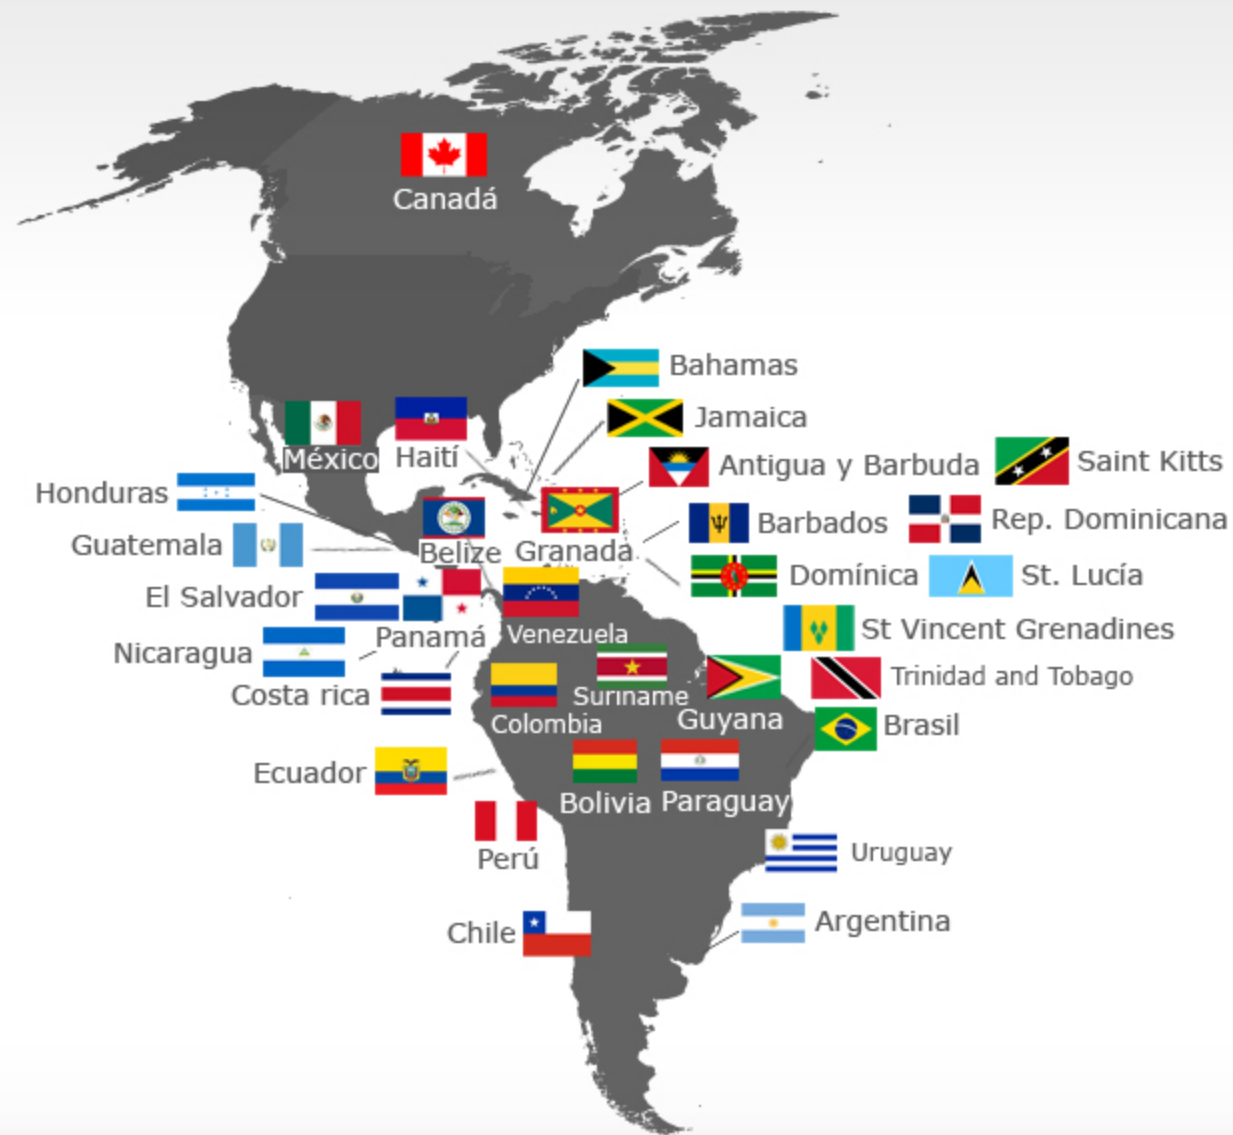 Canadá
Bahamas
Jamaica
México
Haití
Antigua y Barbuda
Saint Kitts
Honduras
Barbados
Rep. Dominicana
Guatemala
Belize
Granada
Domínica
St. Lucía
El Salvador
Panamá
Venezuela
St Vincent Grenadines
Nicaragua
Costa rica
Suriname
Trinidad and Tobago
Colombia
Guyana
Brasil
Ecuador
Bolivia
Paraguay
Perú
Uruguay
Chile
Argentina